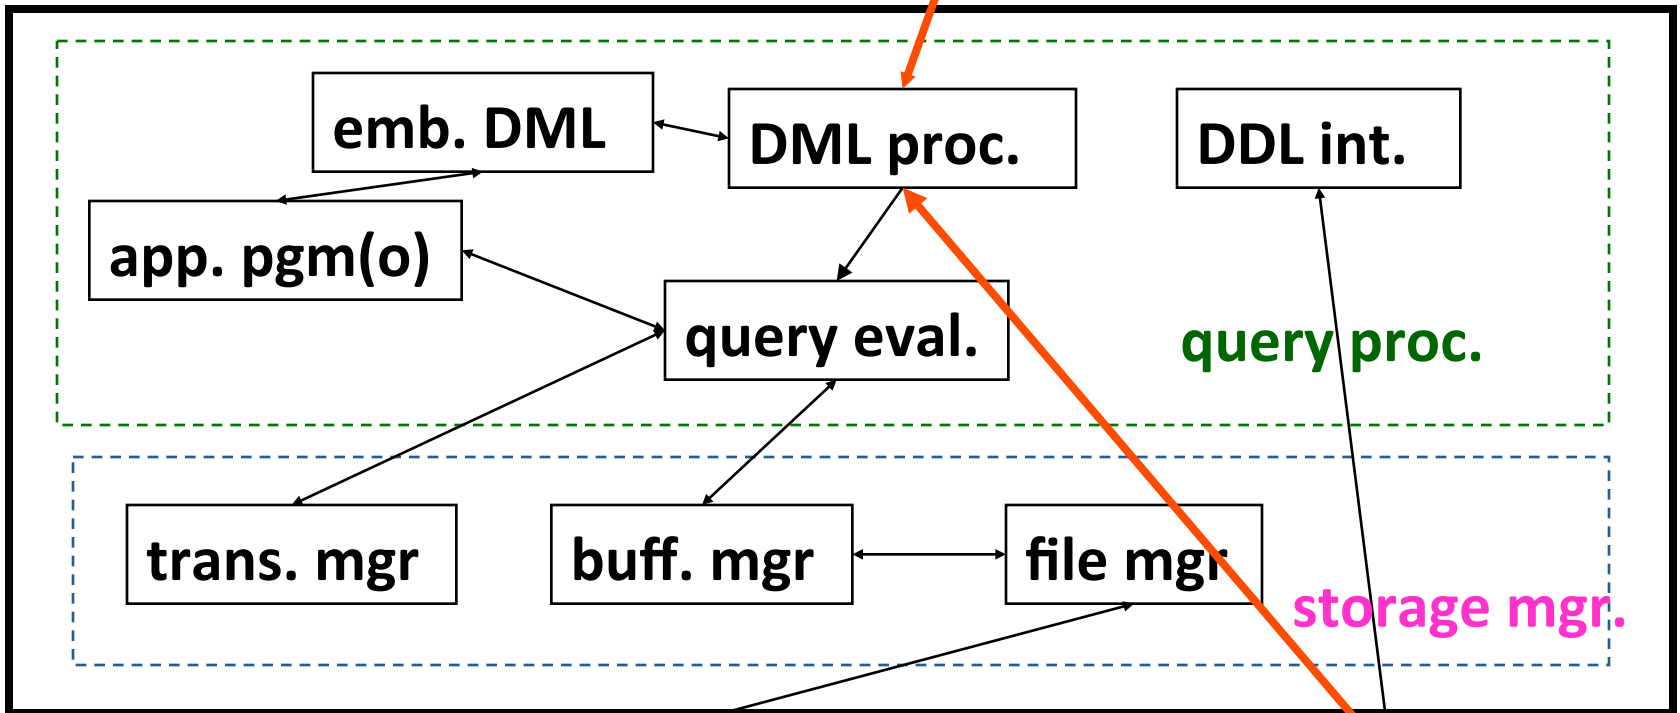 emb. DML
DML proc.
DDL int.
app. pgm(o)
query eval.
query proc.
trans. mgr
buff. mgr
file mgr
storage mgr.